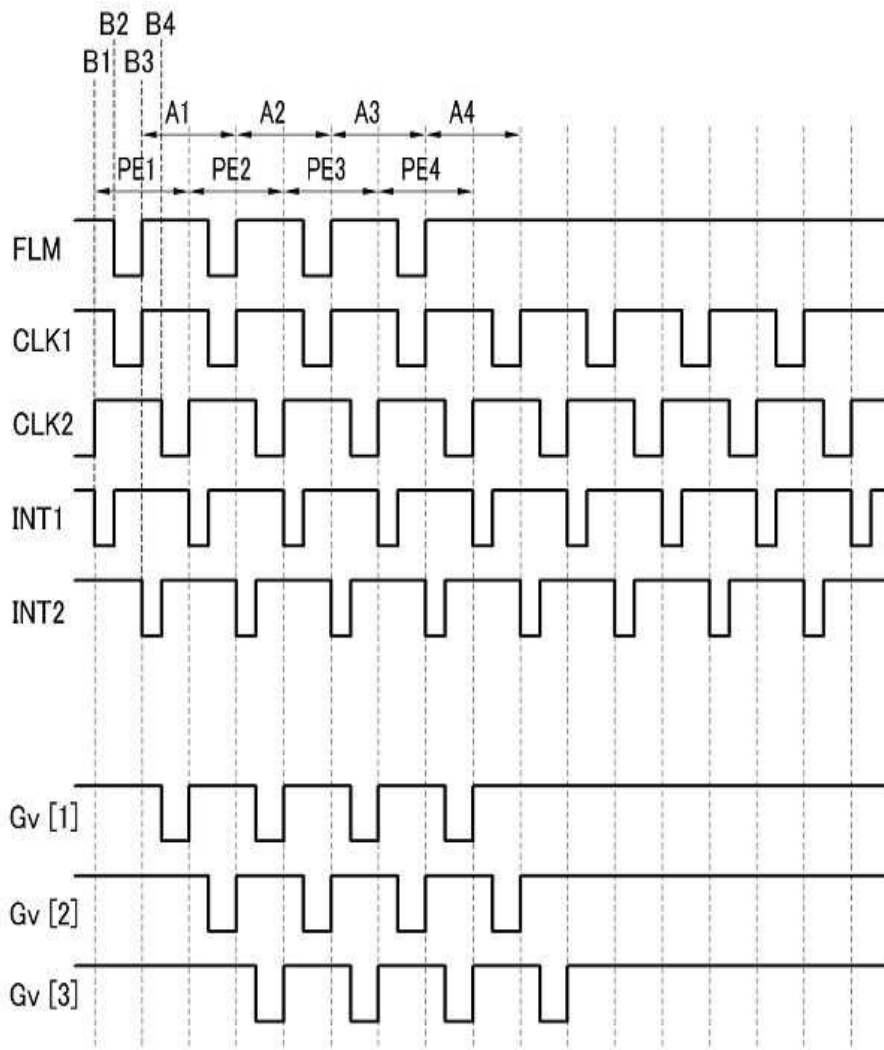 B2 B4
B1 B3
A1 A2 A3 A4
PE1 PE2 PE3 PE4
FLM
CLK1
CLK2
INT1
INT2
Gv [1]
Gv [2]
Gv [3]